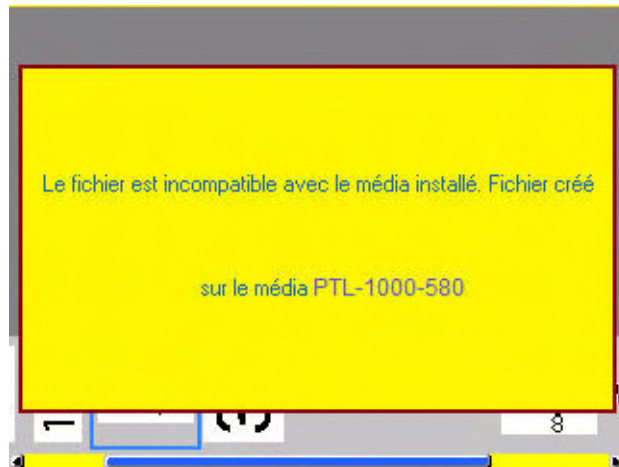 Le fichier est incompatible avec le média installé. Fichier créé
sur le média PTL-1000-580
8